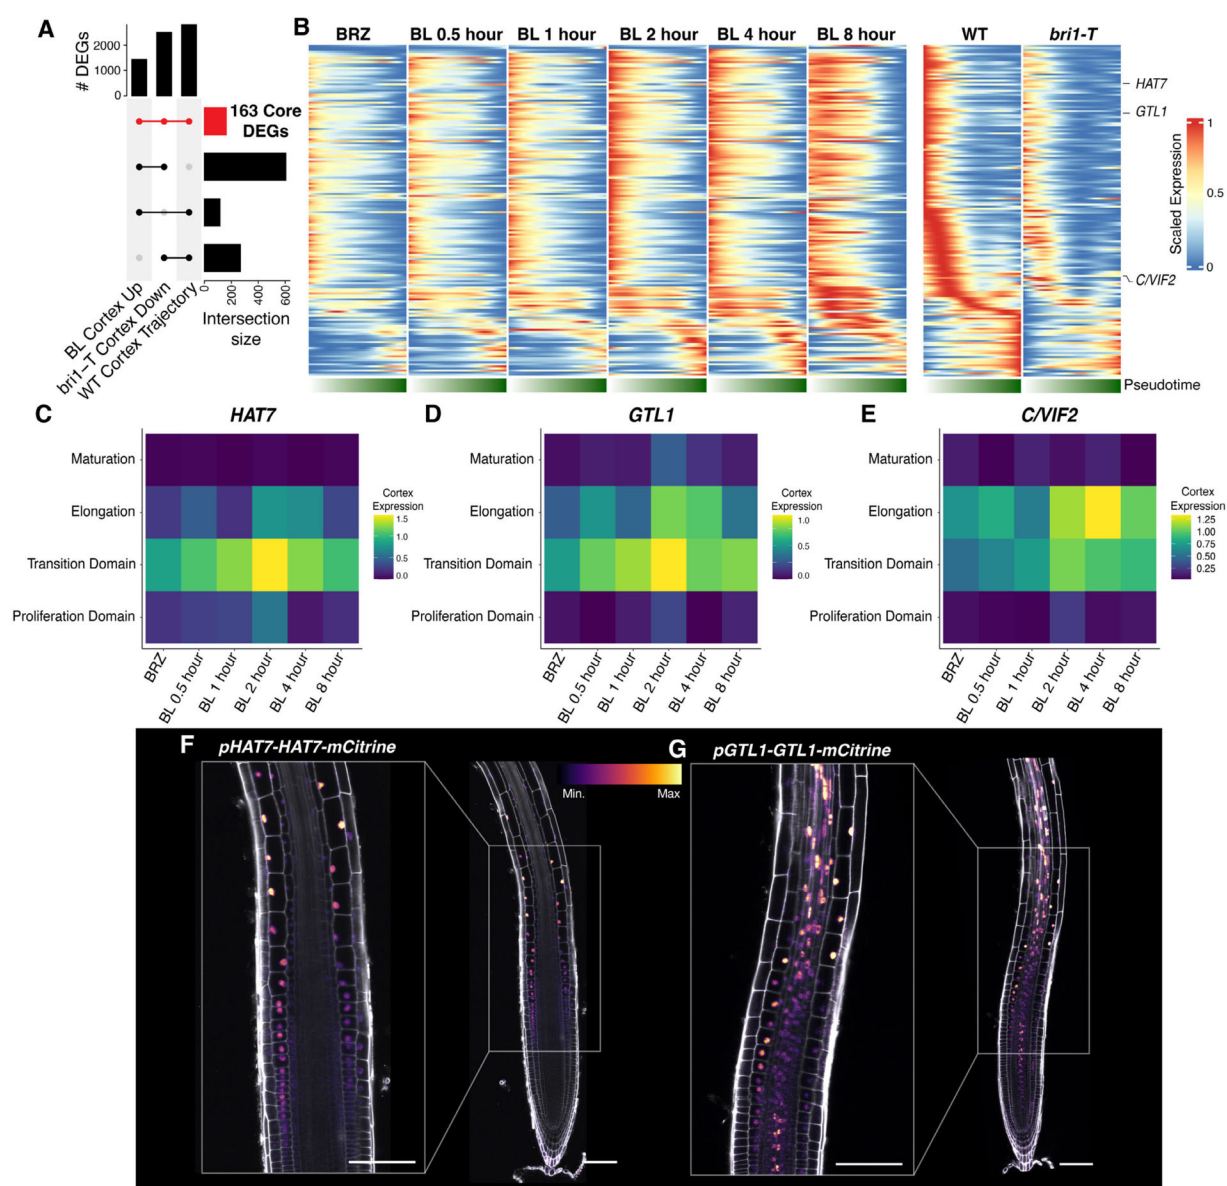 A
# DEGs
2000
1000
0
163 Core
DEGs
BL Cortex Up
bri1–T Cortex Down
WT Cortex Trajectory
0
200
400
600
Intersection
size
B
BRZ
BL 0.5 hour
BL 1 hour
BL 2 hour
BL 4 hour
BL 8 hour
WT
bri1-T
HAT7
GTL1
C/VIF2
Scaled Expression
1
0.5
0
Pseudotime
C
HAT7
Maturation
Elongation
Transition Domain
Proliferation Domain
BRZ
BL 0.5 hour
BL 1 hour
BL 2 hour
BL 4 hour
BL 8 hour
Cortex
Expression
1.5
1.0
0.5
0.0
D
GTL1
Maturation
Elongation
Transition Domain
Proliferation Domain
BRZ
BL 0.5 hour
BL 1 hour
BL 2 hour
BL 4 hour
BL 8 hour
Cortex
Expression
1.0
0.5
0.0
E
C/VIF2
Maturation
Elongation
Transition Domain
Proliferation Domain
BRZ
BL 0.5 hour
BL 1 hour
BL 2 hour
BL 4 hour
BL 8 hour
Cortex
Expression
1.25
1.00
0.75
0.50
0.25
F
pHAT7-HAT7-mCitrine
Min.
Max
G
pGTL1-GTL1-mCitrine